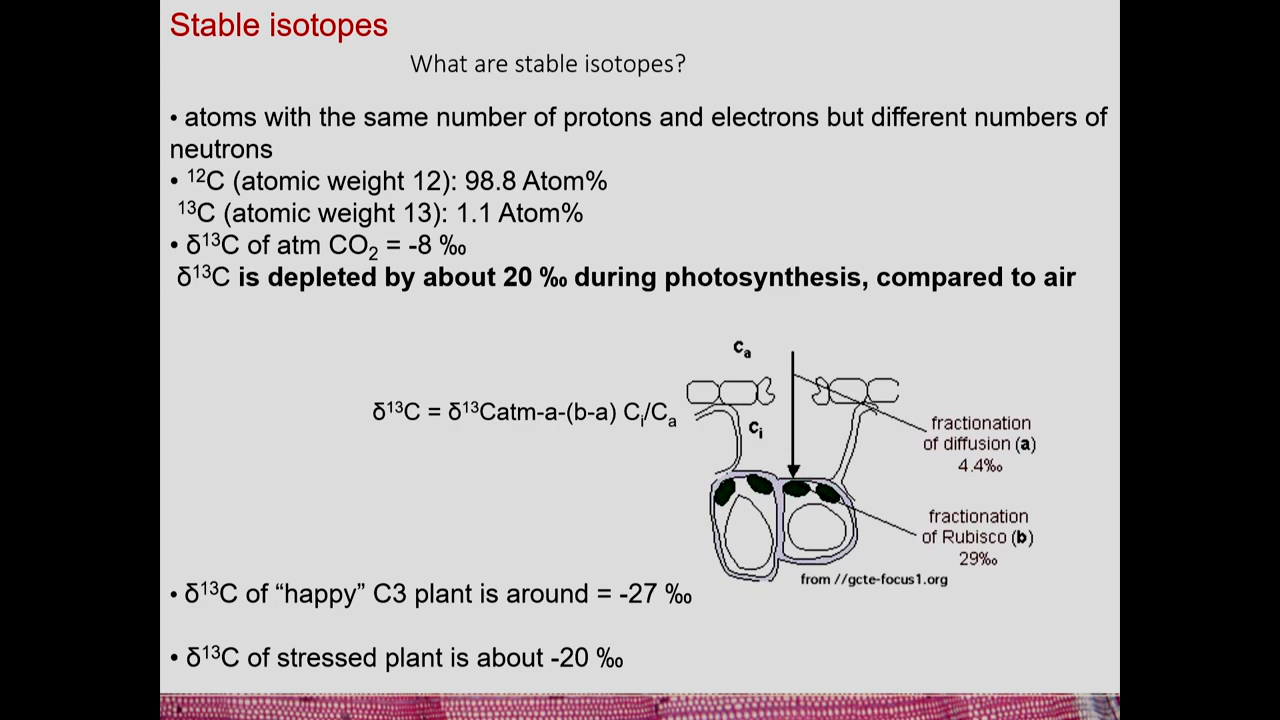 Stable isotopes
What are stable isotopes?
• atoms with the same number of protons and electrons but different numbers of
neutrons
• ¹²C (atomic weight 12): 98.8 Atom%
¹³C (atomic weight 13): 1.1 Atom%
• δ¹³C of atm CO₂ = -8 ‰
δ¹³C is depleted by about 20 ‰ during photosynthesis, compared to air
cₐ
δ¹³C = δ¹³Catm-a-(b-a) Cᵢ/Cₐ
cᵢ
fractionation
of diffusion (a)
4.4‰
fractionation
of Rubisco (b)
29‰
from //gcte-focus1.org
• δ¹³C of “happy” C3 plant is around = -27 ‰
• δ¹³C of stressed plant is about -20 ‰